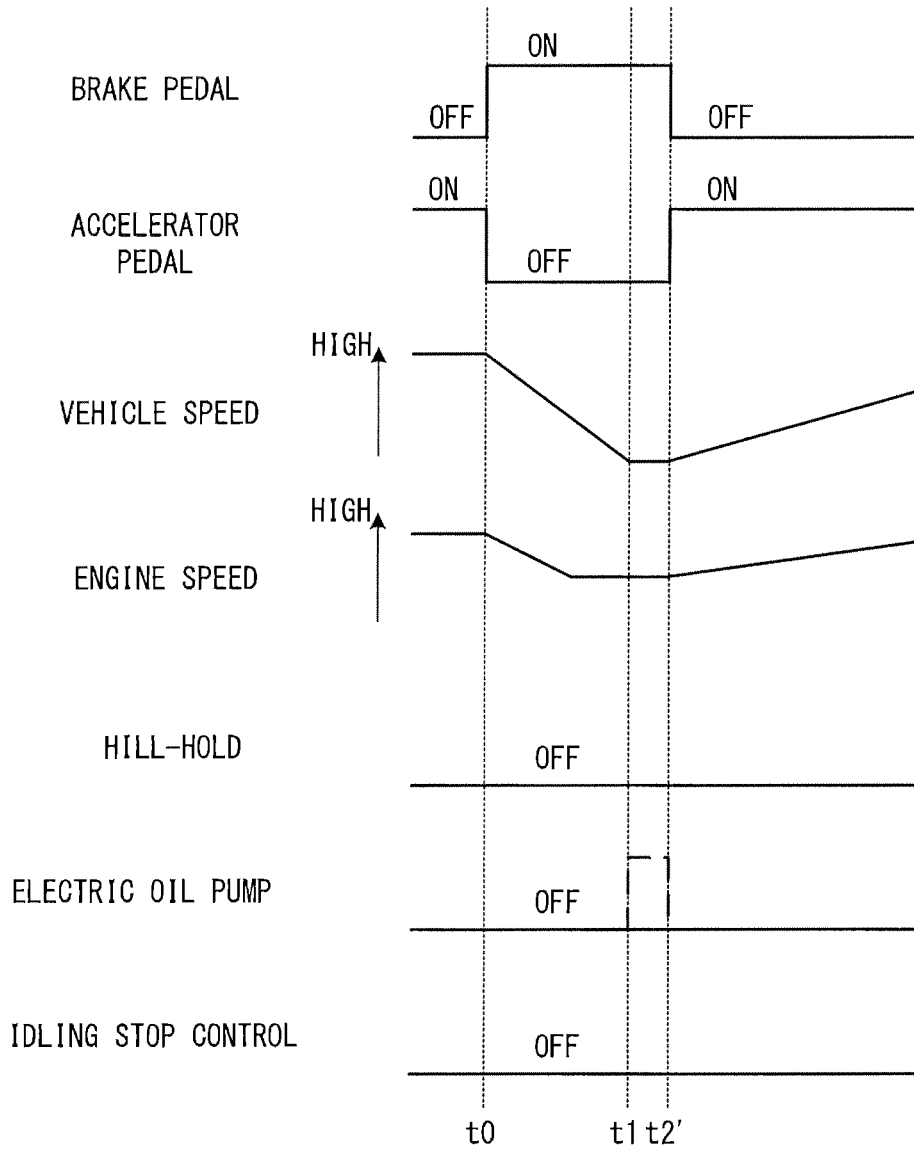 ON
BRAKE PEDAL
OFF
OFF
ON
ON
ACCELERATOR
PEDAL
OFF
HIGH
VEHICLE SPEED
HIGH
ENGINE SPEED
HILL-HOLD
OFF
ELECTRIC OIL PUMP
OFF
IDLING STOP CONTROL
OFF
t0
t1
t2'